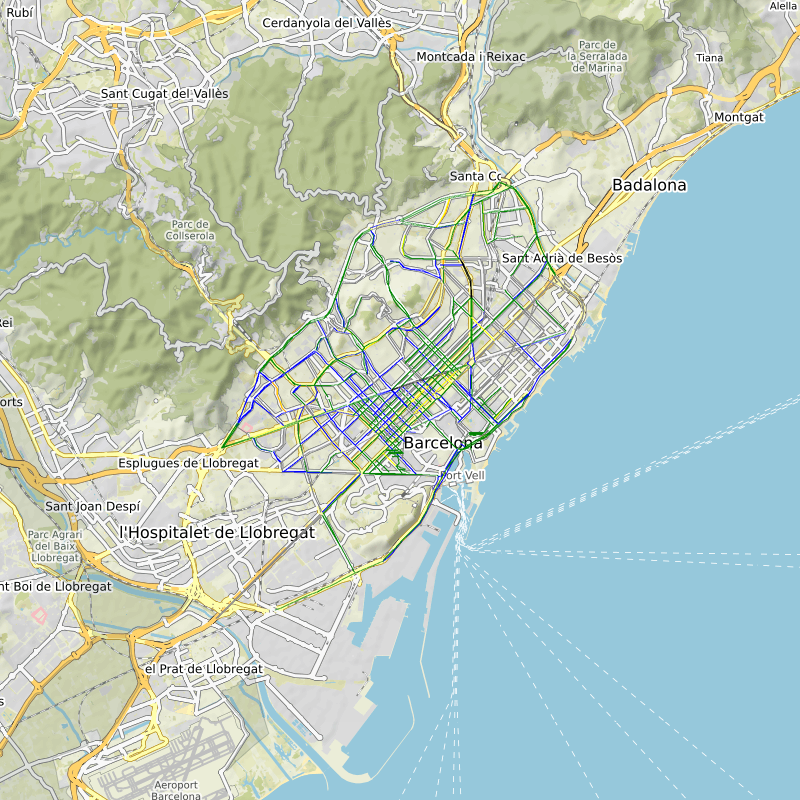 Rubí
Cerdanyola del Vallès
Alella
Montcada i Reixac
Parc de
la Serralada
de Marina
Tiana
Sant Cugat del Vallès
Montgat
Santa Co
Badalona
Parc de
Collserola
Sant Adrià de Besòs
Rei
orts
Barcelona
Esplugues de Llobregat
Port Vell
Sant Joan Despí
l'Hospitalet de Llobregat
Parc Agrari
del Baix
Llobregat
nt Boi de Llobregat
el Prat de Llobregat
s
Aeroport
Barcelona